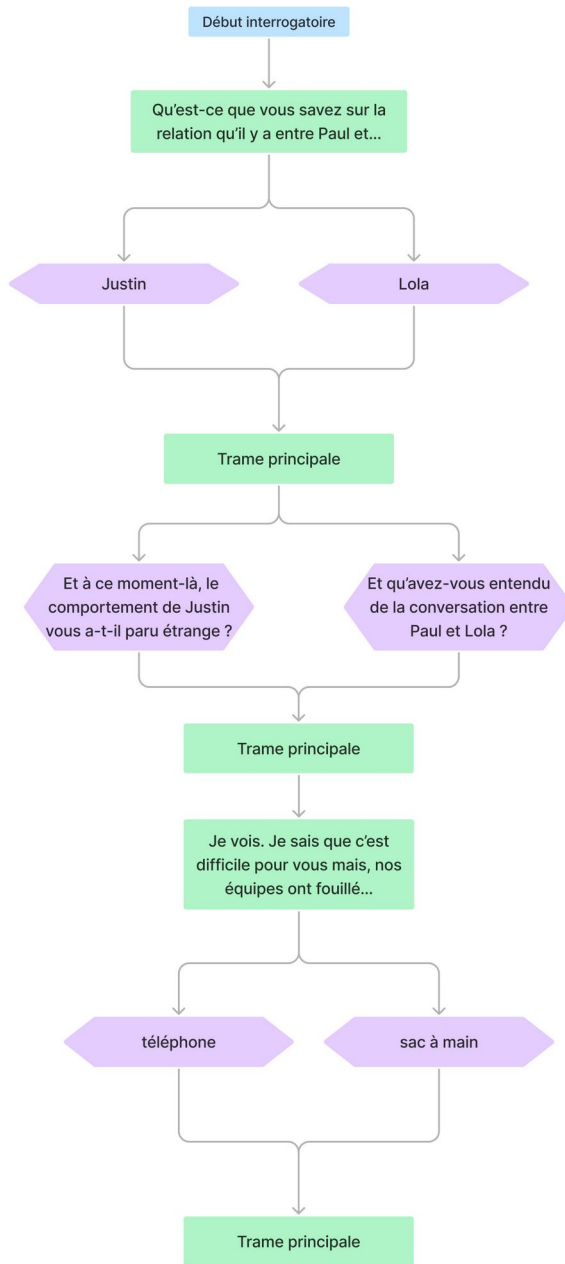 Début interrogatoire
Qu’est-ce que vous savez sur la
relation qu’il y a entre Paul et...
Justin
Lola
Trame principale
Et à ce moment-là, le
comportement de Justin
vous a-t-il paru étrange ?
Et qu’avez-vous entendu
de la conversation entre
Paul et Lola ?
Trame principale
Je vois. Je sais que c’est
difficile pour vous mais, nos
équipes ont fouillé...
téléphone
sac à main
Trame principale